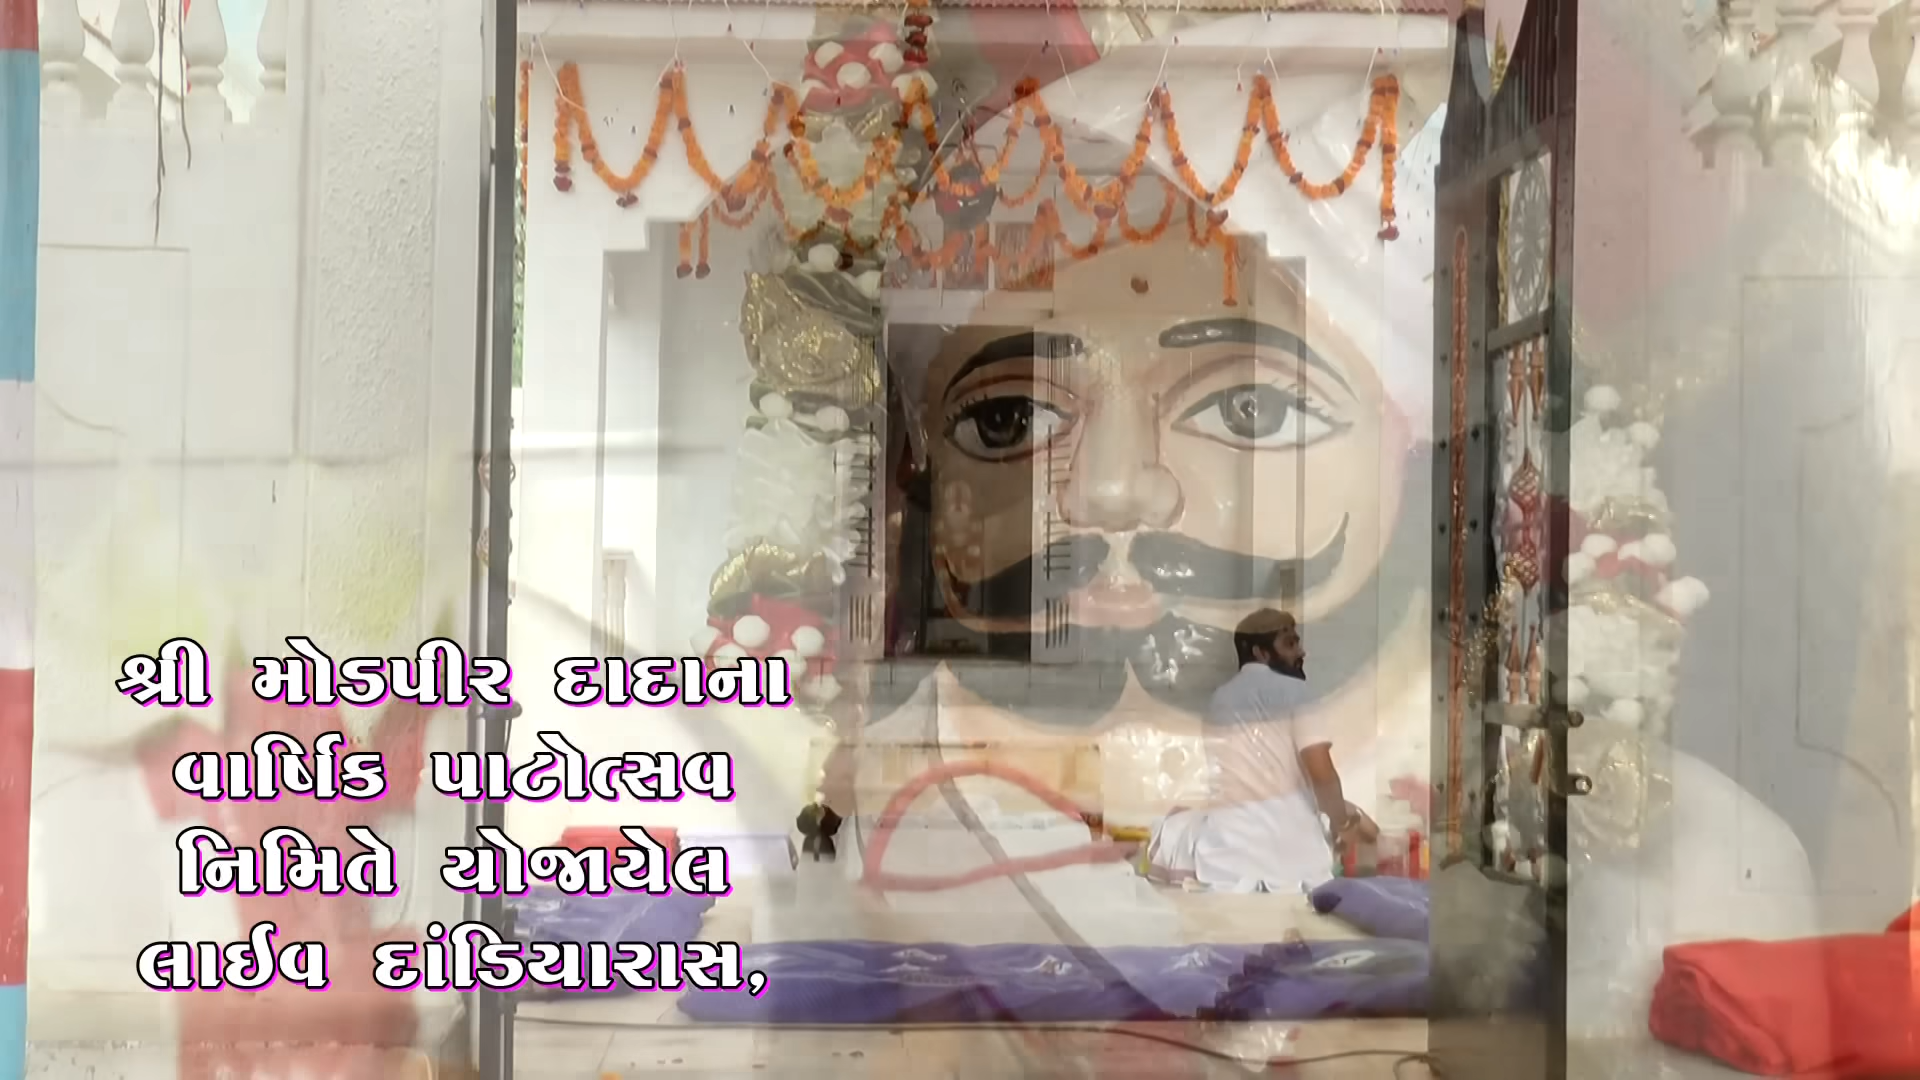 શ્રી મોડપીર દાદાના
વાર્ષિક પાટોત્સવ
નિમિતે યોજાયેલ
લાઈવ દાંડિયારાસ,